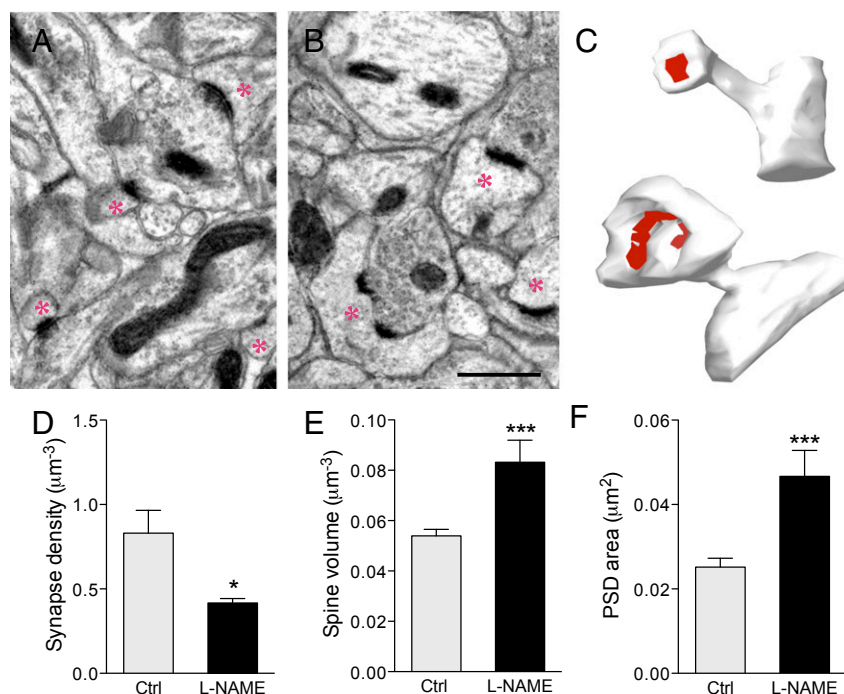 A
B
C
D
Synapse density (μm-3)
1.5
1.0
0.5
0.0
Ctrl
L-NAME
*
E
Spine volume (μm-3)
0.10
0.08
0.06
0.04
0.02
0.00
Ctrl
L-NAME
***
F
PSD area (μm2)
0.06
0.04
0.02
0.00
Ctrl
L-NAME
***